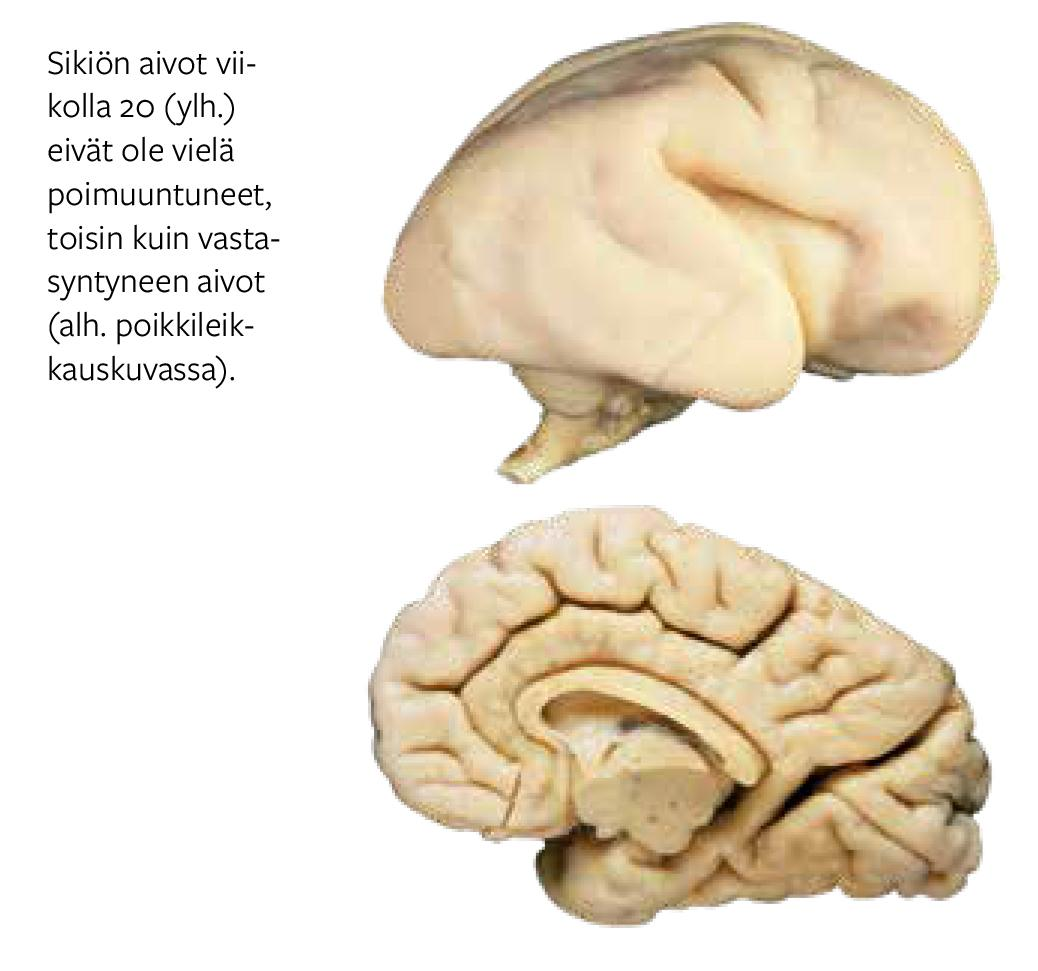 Sikiön aivot vii-
kolla 20 (ylh.)
eivät ole vielä
poimuuntuneet,
toisin kuin vasta-
syntyneen aivot
(alh. poikkileik-
kauskuvassa).